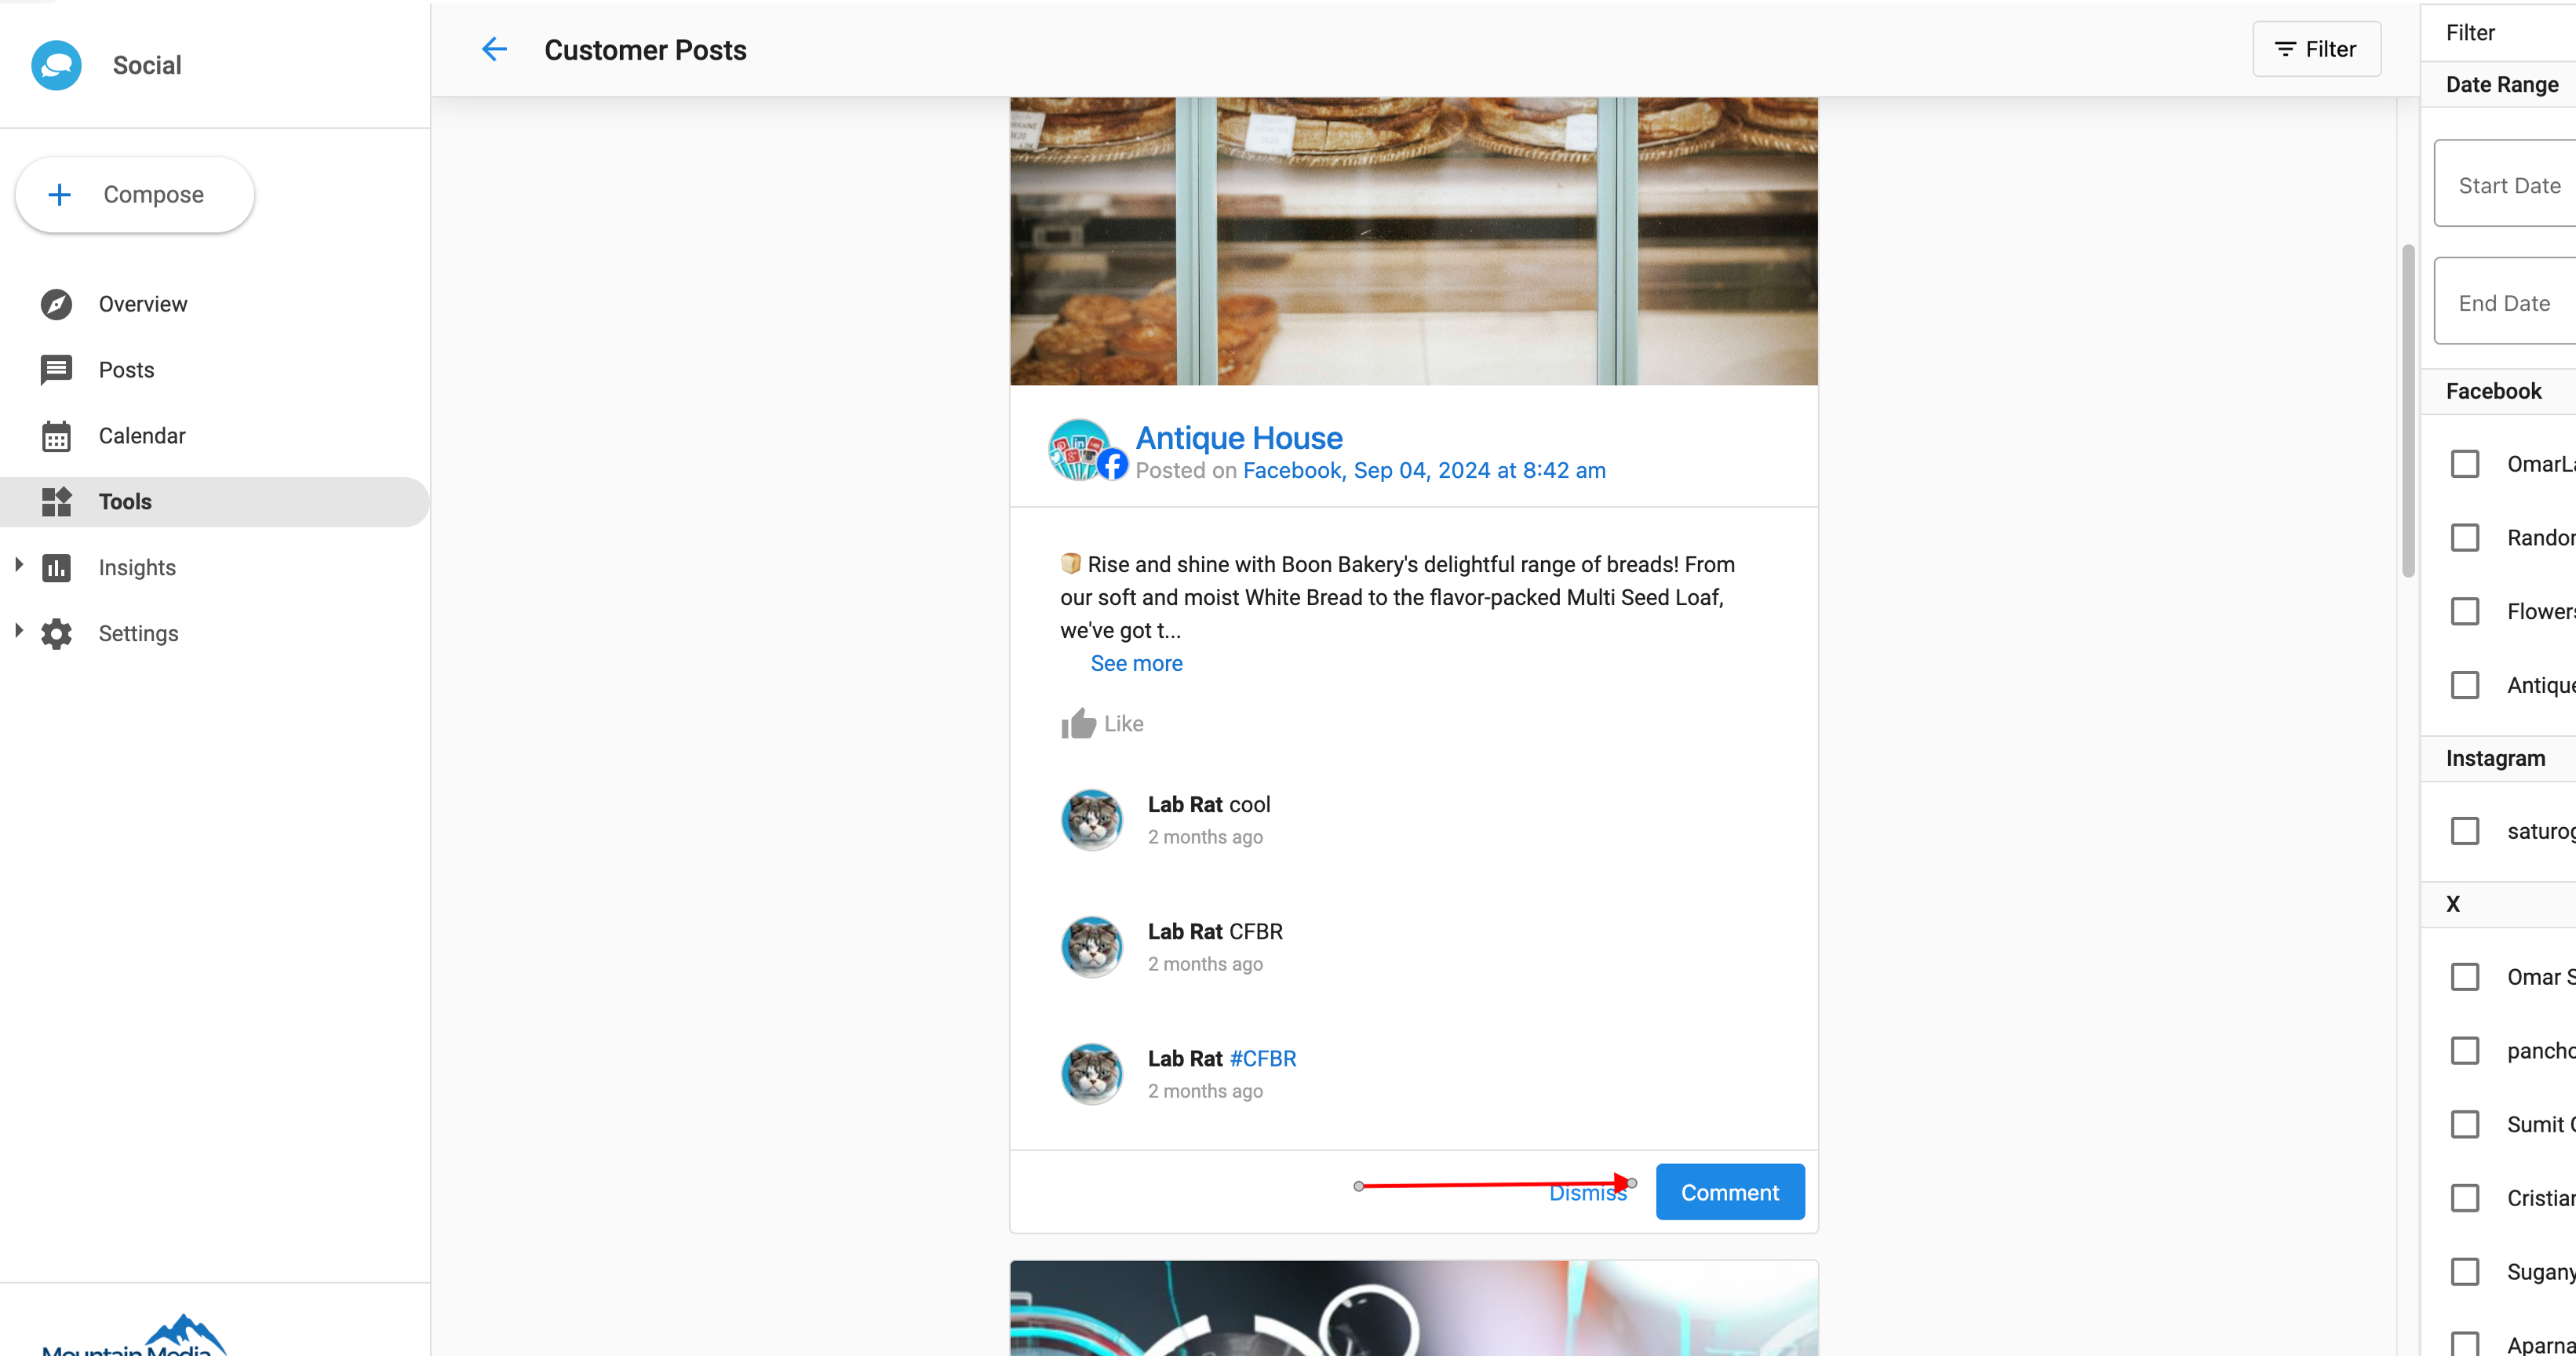 Social
Compose
Overview
Posts
Calendar
Tools
Insights
Settings
Mountain Media
Customer Posts
Filter
Antique House
Posted on Facebook, Sep 04, 2024 at 8:42 am
🍞 Rise and shine with Boon Bakery's delightful range of breads! From
our soft and moist White Bread to the flavor-packed Multi Seed Loaf,
we've got t...
See more
Like
Lab Rat cool
2 months ago
Lab Rat CFBR
2 months ago
Lab Rat #CFBR
2 months ago
Dismiss
Comment
Filter
Date Range
Start Date
End Date
Facebook
OmarLa
Random
Flowers
Antique
Instagram
saturog
X
Omar S
pancho
Sumit
Cristian
Sugany
Aparna